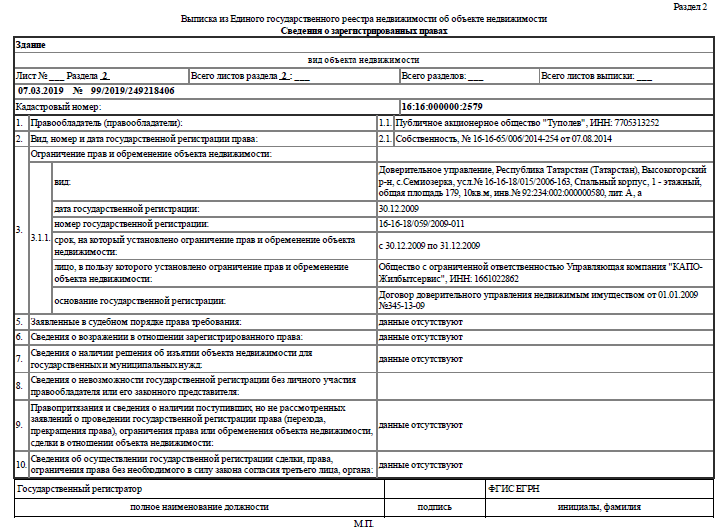 Раздел 2
Выписка из Единого государственного реестра недвижимости об объекте недвижимости
Сведения о зарегистрированных правах
Здание
вид объекта недвижимости
Лист № ___ Раздела 2 Всего листов раздела 2 : ___ Всего разделов: ___ Всего листов выписки: ___
07.03.2019 № 99/2019/249218406
Кадастровый номер: 16:16:000000:2579
1. Правообладатель (правообладатели): 1.1. Публичное акционерное общество "Туполев", ИНН: 7705313252
2. Вид, номер и дата государственной регистрации права: 2.1. Собственность, № 16-16-65/006/2014-254 от 07.08.2014
Ограничение прав и обременение объекта недвижимости:
3.
3.1.1.
вид:
Доверительное управление, Республика Татарстан (Татарстан), Высокогорский
р-н, с.Семиозерка, усл.№ 16-16-18/015/2006-163, Спальный корпус, 1 - этажный,
общая площадь 179, 10кв.м, инв.№ 92:234:002:000000580, лит. А, а
дата государственной регистрации: 30.12.2009
номер государственной регистрации: 16-16-18/059/2009-011
срок, на который установлено ограничение прав и обременение объекта
недвижимости:
с 30.12.2009 по 31.12.2009
лицо, в пользу которого установлено ограничение прав и обременение
объекта недвижимости:
Общество с ограниченной ответственностью Управляющая компания "КАПО-
Жилбытсервис", ИНН: 1661022862
основание государственной регистрации:
Договор доверительного управления недвижимым имуществом от 01.01.2009
№345-13-09
5. Заявленные в судебном порядке права требования: данные отсутствуют
6. Сведения о возражении в отношении зарегистрированного права: данные отсутствуют
7.
Сведения о наличии решения об изъятии объекта недвижимости для
государственных и муниципальных нужд:
данные отсутствуют
8.
Сведения о невозможности государственной регистрации без личного участия
правообладателя или его законного представителя:
9.
Правопритязания и сведения о наличии поступивших, но не рассмотренных
заявлений о проведении государственной регистрации права (перехода,
прекращения права), ограничения права или обременения объекта недвижимости,
сделки в отношении объекта недвижимости:
данные отсутствуют
10.
Сведения об осуществлении государственной регистрации сделки, права,
ограничения права без необходимого в силу закона согласия третьего лица, органа:
данные отсутствуют
Государственный регистратор ФГИС ЕГРН
полное наименование должности подпись инициалы, фамилия
М.П.